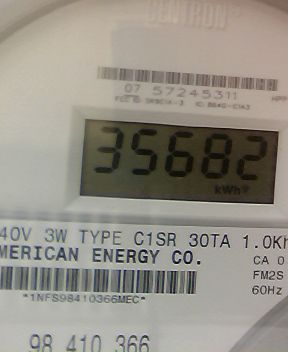 CENTRON®
07 57245311
35682
kWh
40V 3W TYPE C1SR 30TA 1.0Kh
MERICAN ENERGY CO.
CA 0
FM2S
60Hz
*1NFS98410366MEC*
98 410 366